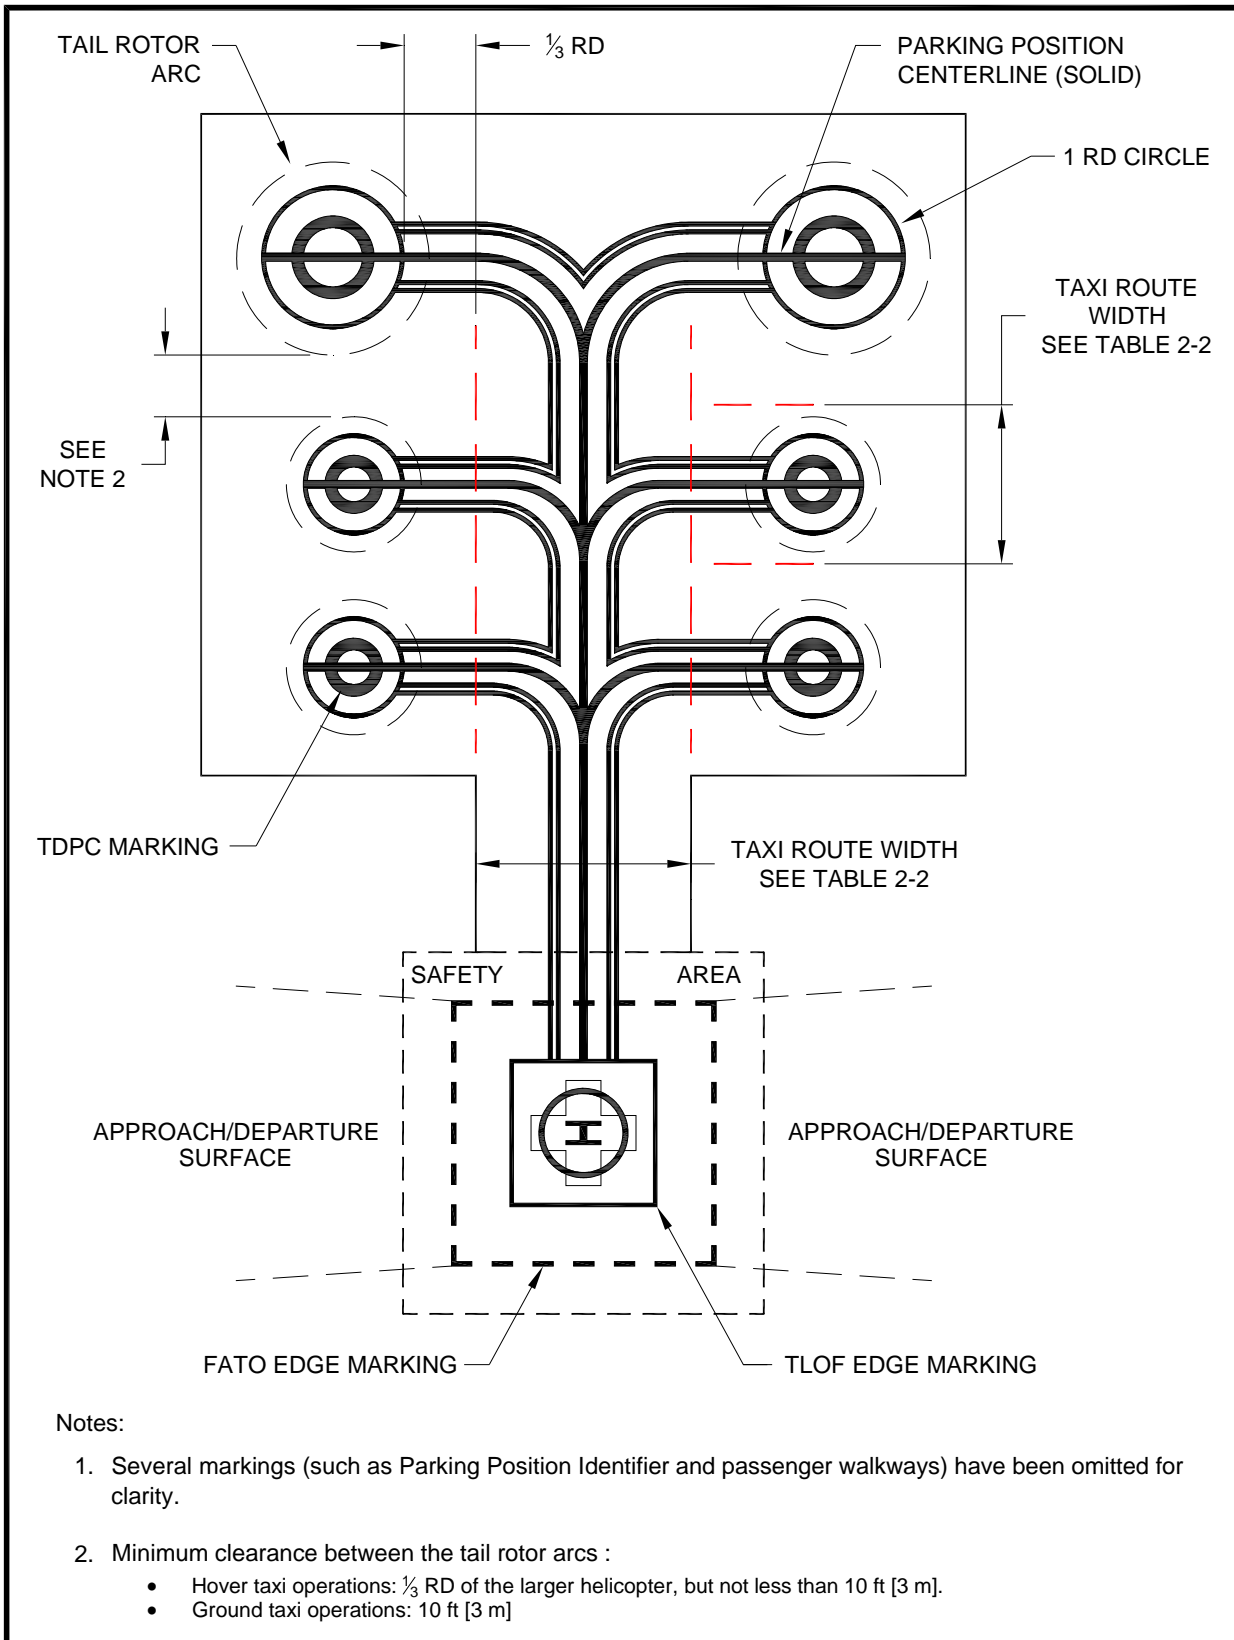 TAIL ROTOR
ARC
⅓ RD
PARKING POSITION
CENTERLINE (SOLID)
1 RD CIRCLE
TAXI ROUTE
WIDTH
SEE TABLE 2-2
SEE
NOTE 2
TDPC MARKING
TAXI ROUTE WIDTH
SEE TABLE 2-2
SAFETY AREA
APPROACH/DEPARTURE
SURFACE
H
APPROACH/DEPARTURE
SURFACE
FATO EDGE MARKING
TLOF EDGE MARKING
Notes:
1. Several markings (such as Parking Position Identifier and passenger walkways) have been omitted for
clarity.
2. Minimum clearance between the tail rotor arcs :
• Hover taxi operations: ⅓ RD of the larger helicopter, but not less than 10 ft [3 m].
• Ground taxi operations: 10 ft [3 m]